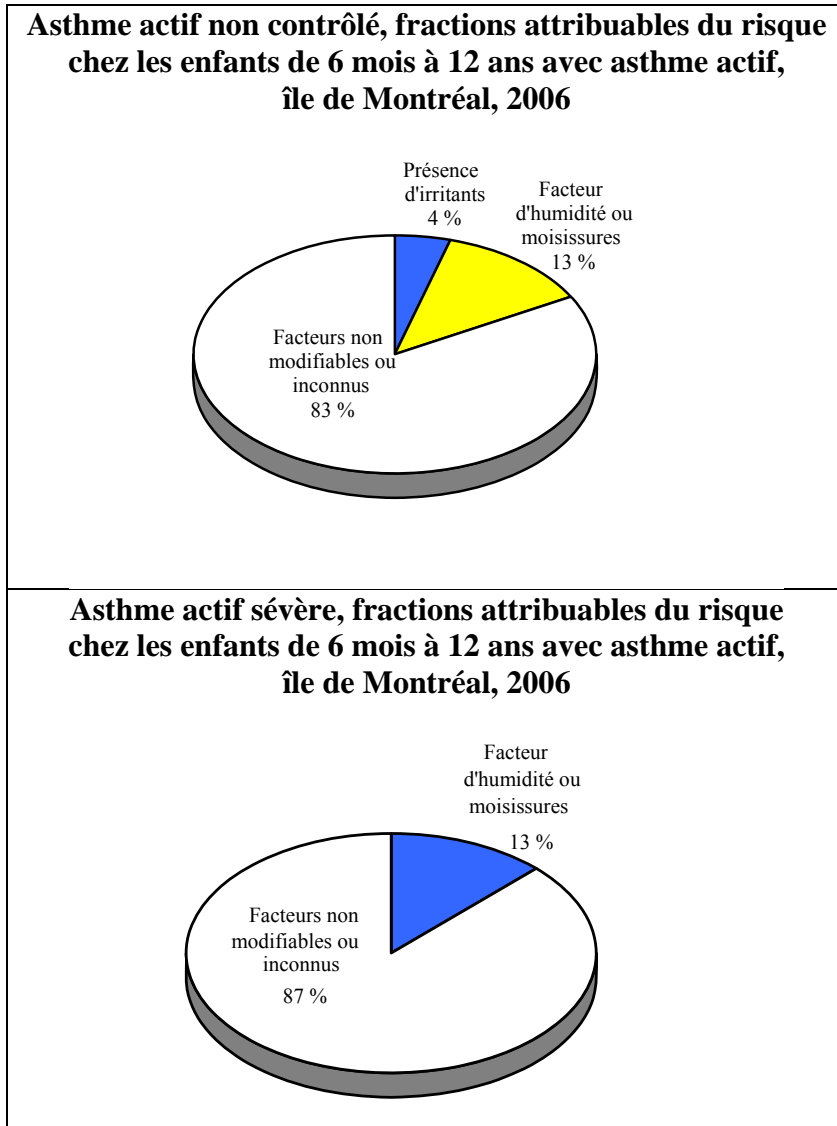 Asthme actif non contrôlé, fractions attribuables du risque
chez les enfants de 6 mois à 12 ans avec asthme actif,
île de Montréal, 2006
Présence
d'irritants
4 %
Facteur
d'humidité ou
moisissures
13 %
Facteurs non
modifiables ou
inconnus
83 %
Asthme actif sévère, fractions attribuables du risque
chez les enfants de 6 mois à 12 ans avec asthme actif,
île de Montréal, 2006
Facteur
d'humidité ou
moisissures
13 %
Facteurs non
modifiables ou
inconnus
87 %